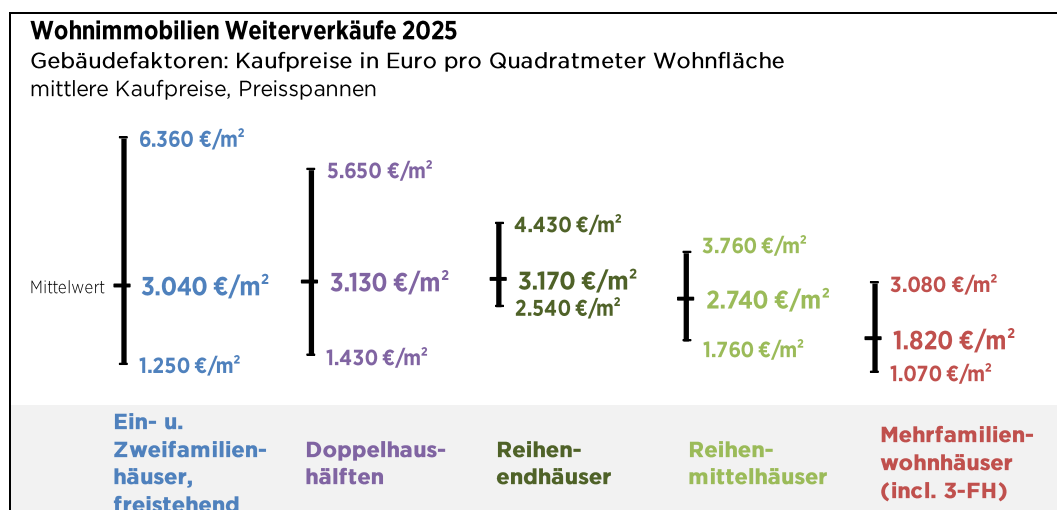 Wohnimmobilien Weiterverkäufe 2025
Gebäudefaktoren: Kaufpreise in Euro pro Quadratmeter Wohnfläche
mittlere Kaufpreise, Preisspannen
6.360 €/m²
5.650 €/m²
4.430 €/m²
3.760 €/m²
3.080 €/m²
Mittelwert
3.040 €/m²
3.130 €/m²
3.170 €/m²
2.740 €/m²
1.820 €/m²
1.250 €/m²
1.430 €/m²
2.540 €/m²
1.760 €/m²
1.070 €/m²
Ein- u.
Zweifamilien-
häuser,
freistehend
Doppelhaus-
hälften
Reihen-
endhäuser
Reihen-
mittelhäuser
Mehrfamilien-
wohnhäuser
(incl. 3-FH)